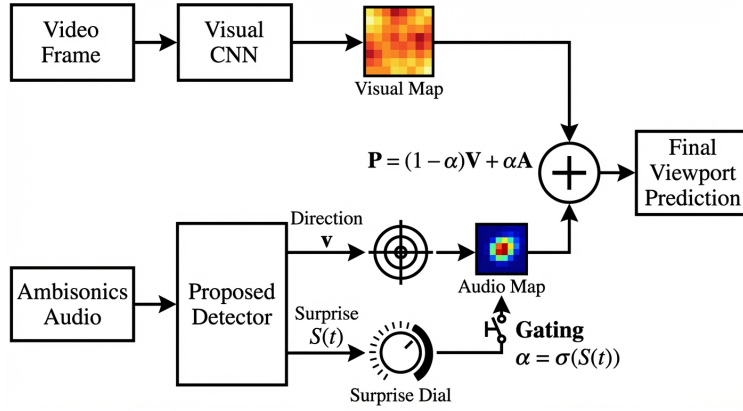 Video
Frame
Visual
CNN
Visual Map
P = (1 − α)V + αA
Final
Viewport
Prediction
Ambisonics
Audio
Proposed
Detector
Direction
v
Audio Map
Surprise
S(t)
Surprise Dial
Gating
α = σ(S(t))